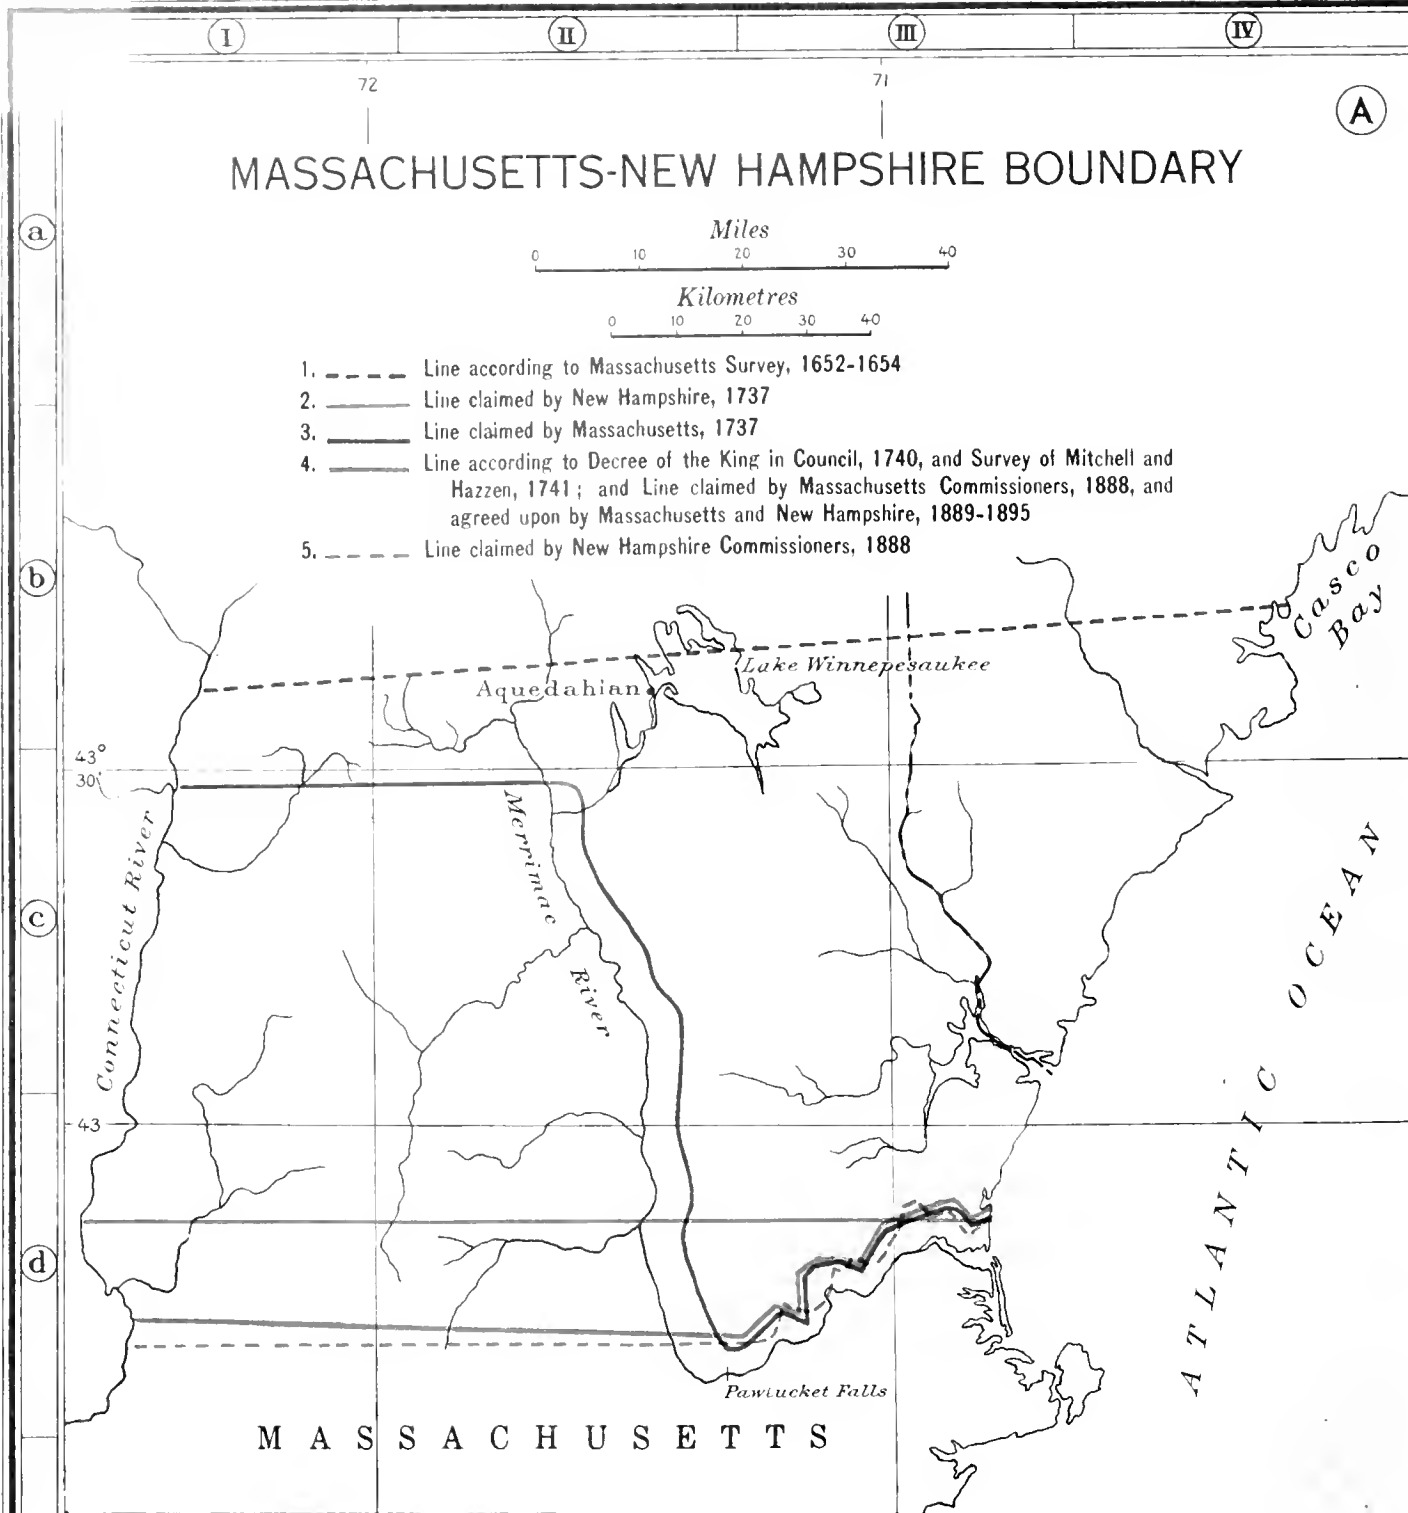 I II III IV
72 71
A
MASSACHUSETTS-NEW HAMPSHIRE BOUNDARY
a
Miles
0 10 20 30 40
Kilometres
0 10 20 30 40
1. Line according to Massachusetts Survey, 1652-1654
2. Line claimed by New Hampshire, 1737
3. Line claimed by Massachusetts, 1737
4. Line according to Decree of the King in Council, 1740, and Survey of Mitchell and
Hazzen, 1741; and Line claimed by Massachusetts Commissioners, 1888, and
agreed upon by Massachusetts and New Hampshire, 1889-1895
5. Line claimed by New Hampshire Commissioners, 1888
b
Casco
Bay
Lake Winnepesaukee
Aquedahian
43°
30'
Merrimac
River
Connecticut River
c
ATLANTIC OCEAN
43
d
Pawtucket Falls
MASSACHUSETTS